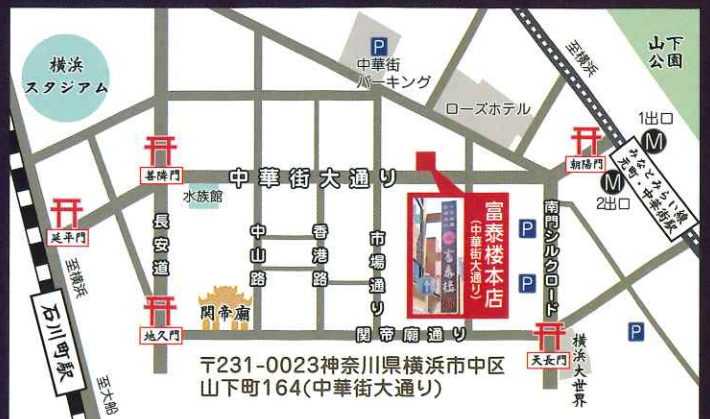 横浜
スタジアム
P
中華街
パーキング
ローズホテル
至横浜
山下
公園
1出口
M
みなとみらい線
元町・中華街駅
M
2出口
朝陽門
善隣門
中華街大通り
水族館
延平門
至横浜
石川町駅
至大船
長安道
地久門
関帝廟
中山路
香港路
市場通り
富泰楼本店
(中華街大通り)
富泰楼
P
P
南門シルクロード
関帝廟通り
天長門
横浜大世界
P
〒231-0023神奈川県横浜市中区
山下町164(中華街大通り)